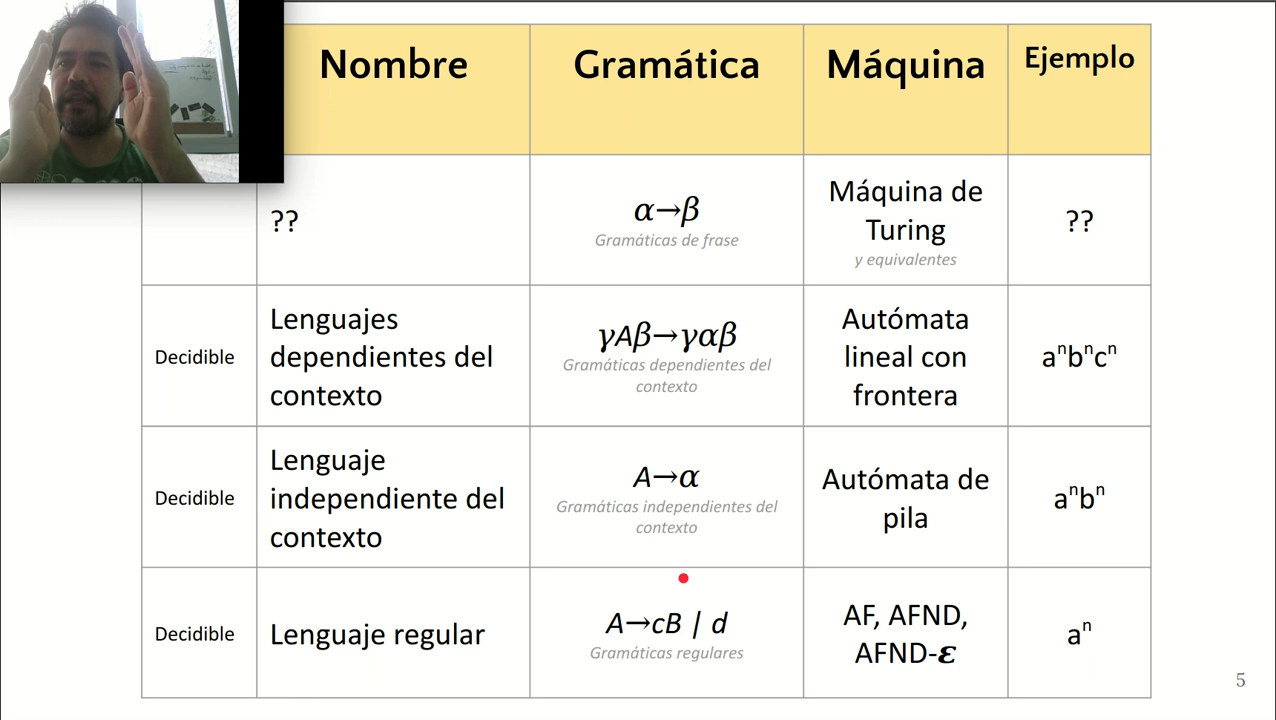 Nombre
Gramática
Máquina
Ejemplo
??
α→β
Gramáticas de frase
Máquina de
Turing
y equivalentes
??
Decidible
Lenguajes
dependientes del
contexto
γAβ→γαβ
Gramáticas dependientes del
contexto
Autómata
lineal con
frontera
aⁿbⁿcⁿ
Decidible
Lenguaje
independiente del
contexto
A→α
Gramáticas independientes del
contexto
Autómata de
pila
aⁿbⁿ
Decidible
Lenguaje regular
A→cB | d
Gramáticas regulares
AF, AFND,
AFND-ε
aⁿ
5